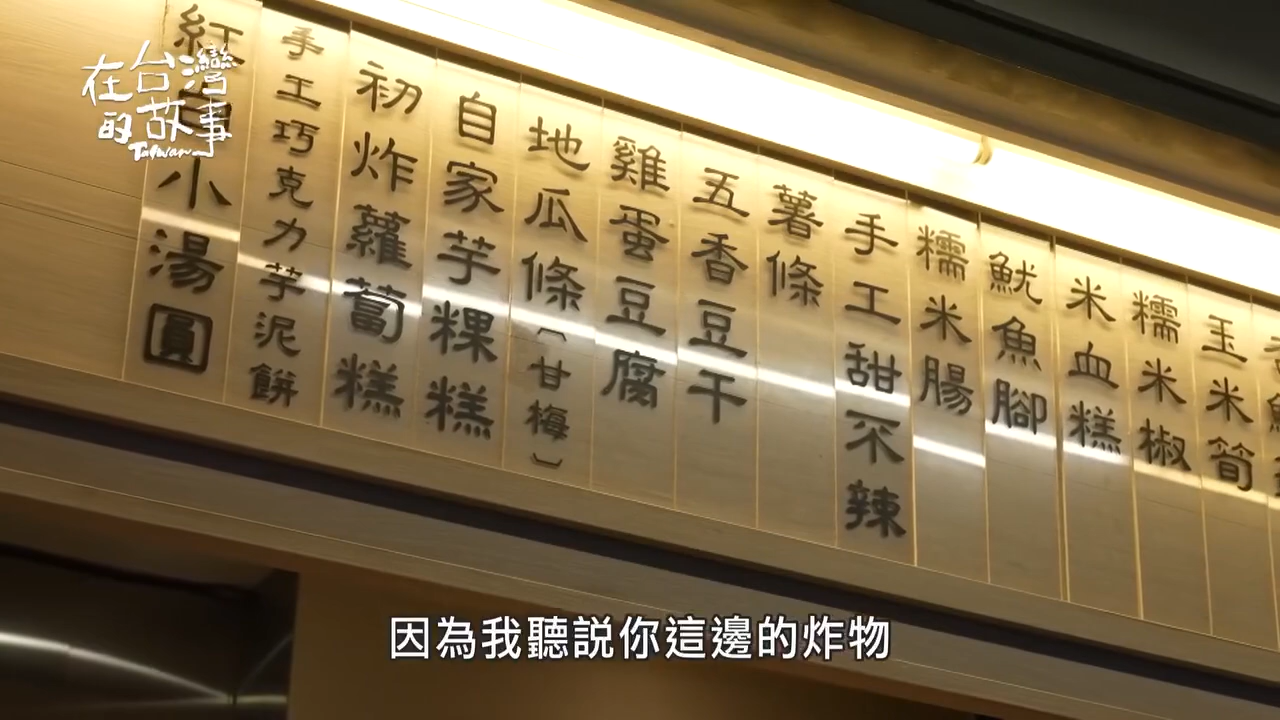 在台灣
的故事
Taiwan
紅白小湯圓
手工巧克力芋泥餅
初炸蘿蔔糕
自家芋粿糕
地瓜條(甘梅)
雞蛋豆腐
五香豆干
薯條
手工甜不辣
糯米腸
魷魚腳
米血糕
糯米椒
玉米筍
因為我聽説你這邊的炸物